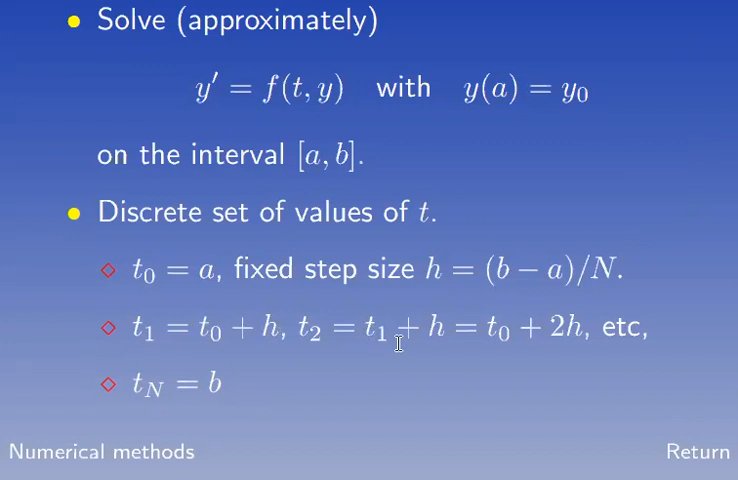 • Solve (approximately)
y′ = f(t, y) with y(a) = y₀
on the interval [a, b].
• Discrete set of values of t.
⋄ t₀ = a, fixed step size h = (b − a)/N.
⋄ t₁ = t₀ + h, t₂ = t₁ + h = t₀ + 2h, etc,
⋄ t_N = b
Numerical methods
Return